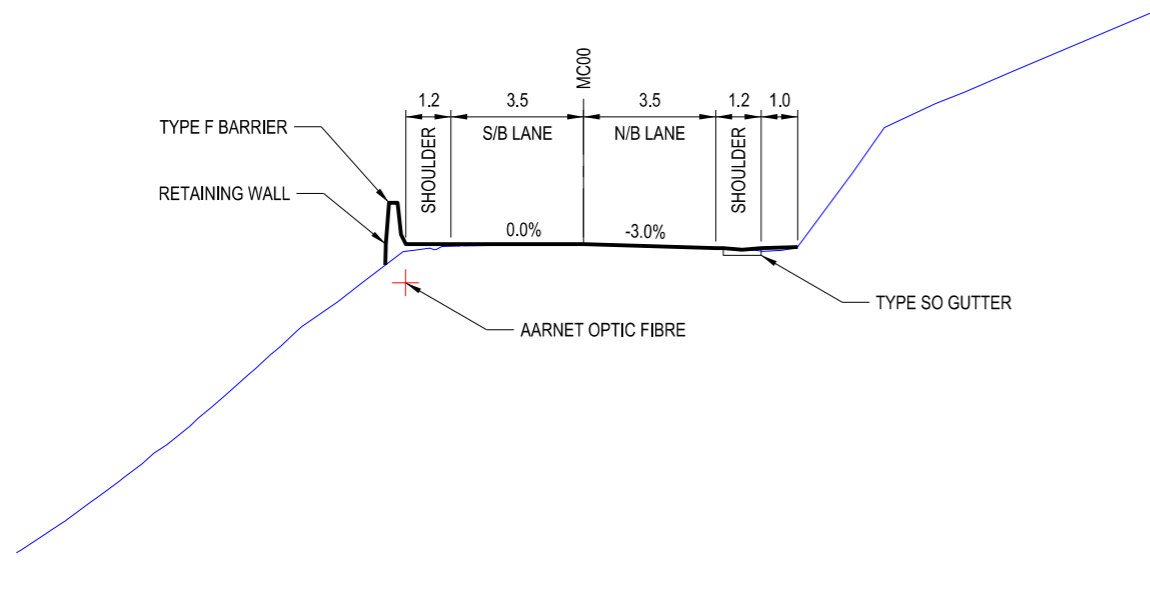 MC00
1.2 3.5 3.5 1.2 1.0
TYPE F BARRIER
S/B LANE
N/B LANE
SHOULDER
SHOULDER
RETAINING WALL
0.0%
-3.0%
TYPE SO GUTTER
AARNET OPTIC FIBRE